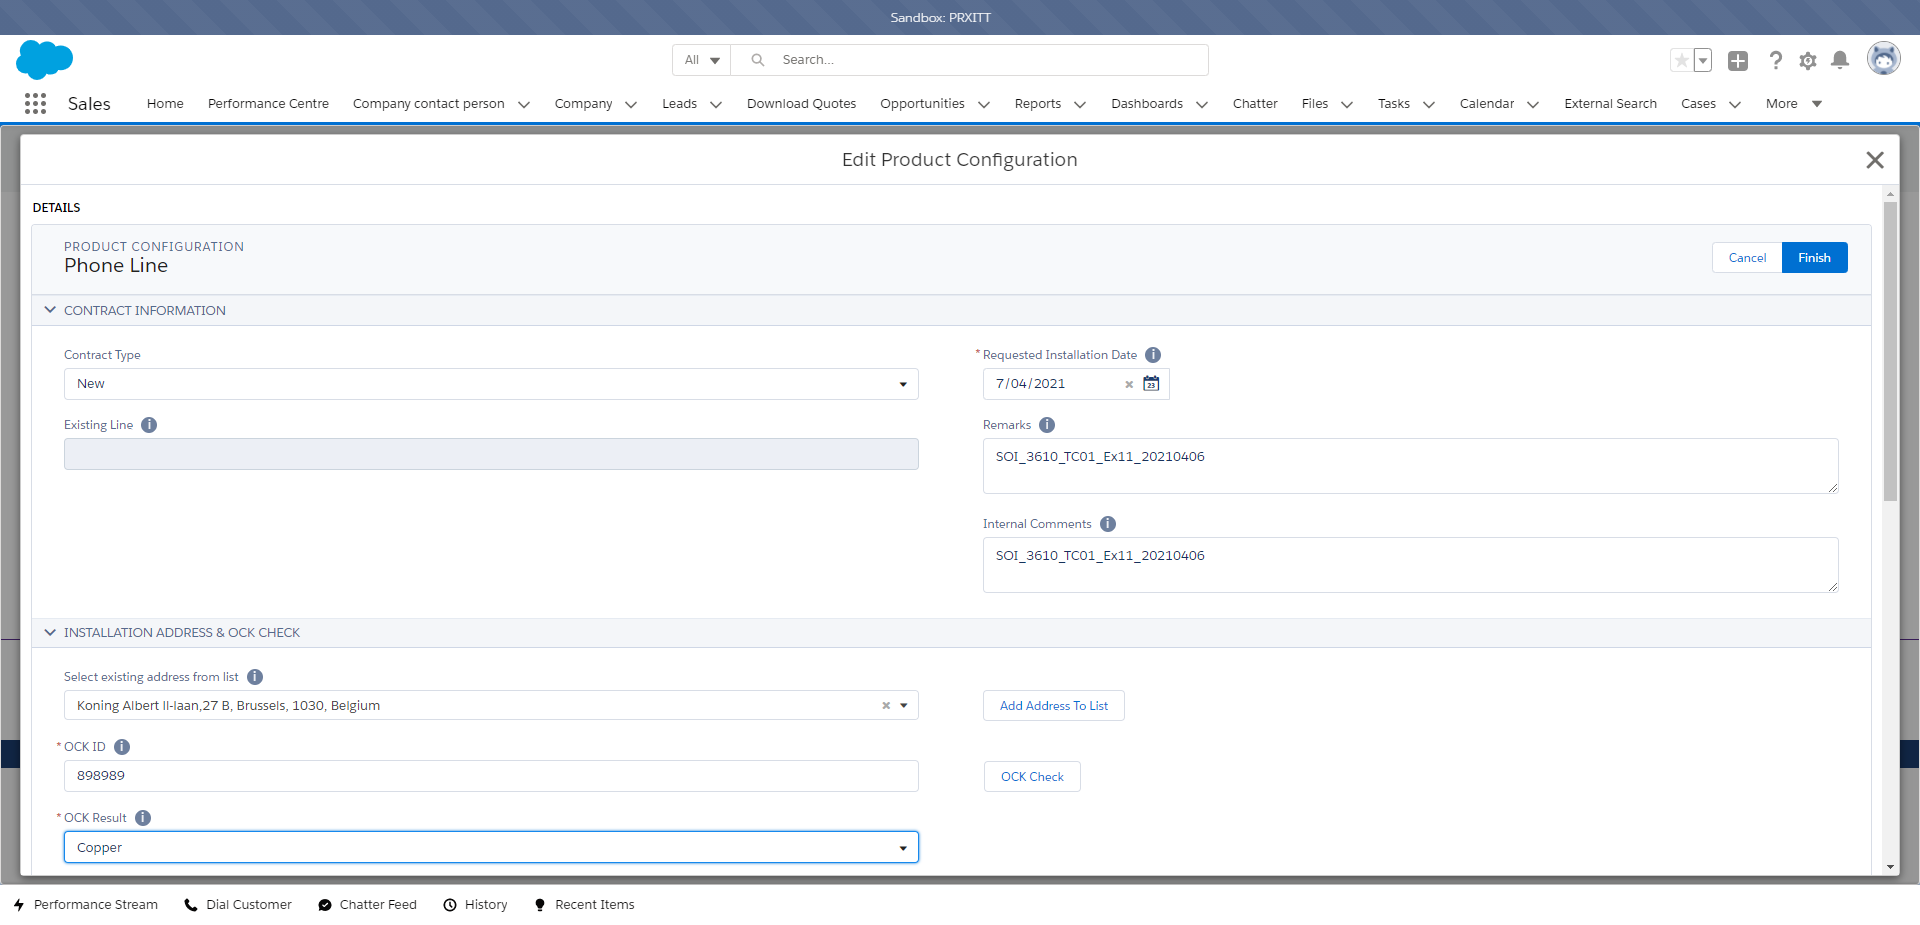 Sandbox: PRXITT
All
Search...
Sales
Home
Performance Centre
Company contact person
Company
Leads
Download Quotes
Opportunities
Reports
Dashboards
Chatter
Files
Tasks
Calendar
External Search
Cases
More
Edit Product Configuration
DETAILS
PRODUCT CONFIGURATION
Phone Line
Cancel
Finish
CONTRACT INFORMATION
Contract Type
New
* Requested Installation Date
7/04/2021
23
Existing Line
Remarks
SOI_3610_TC01_Ex11_20210406
Internal Comments
SOI_3610_TC01_Ex11_20210406
INSTALLATION ADDRESS & OCK CHECK
Select existing address from list
Koning Albert II-laan,27 B, Brussels, 1030, Belgium
Add Address To List
* OCK ID
898989
OCK Check
* OCK Result
Copper
Performance Stream
Dial Customer
Chatter Feed
History
Recent Items